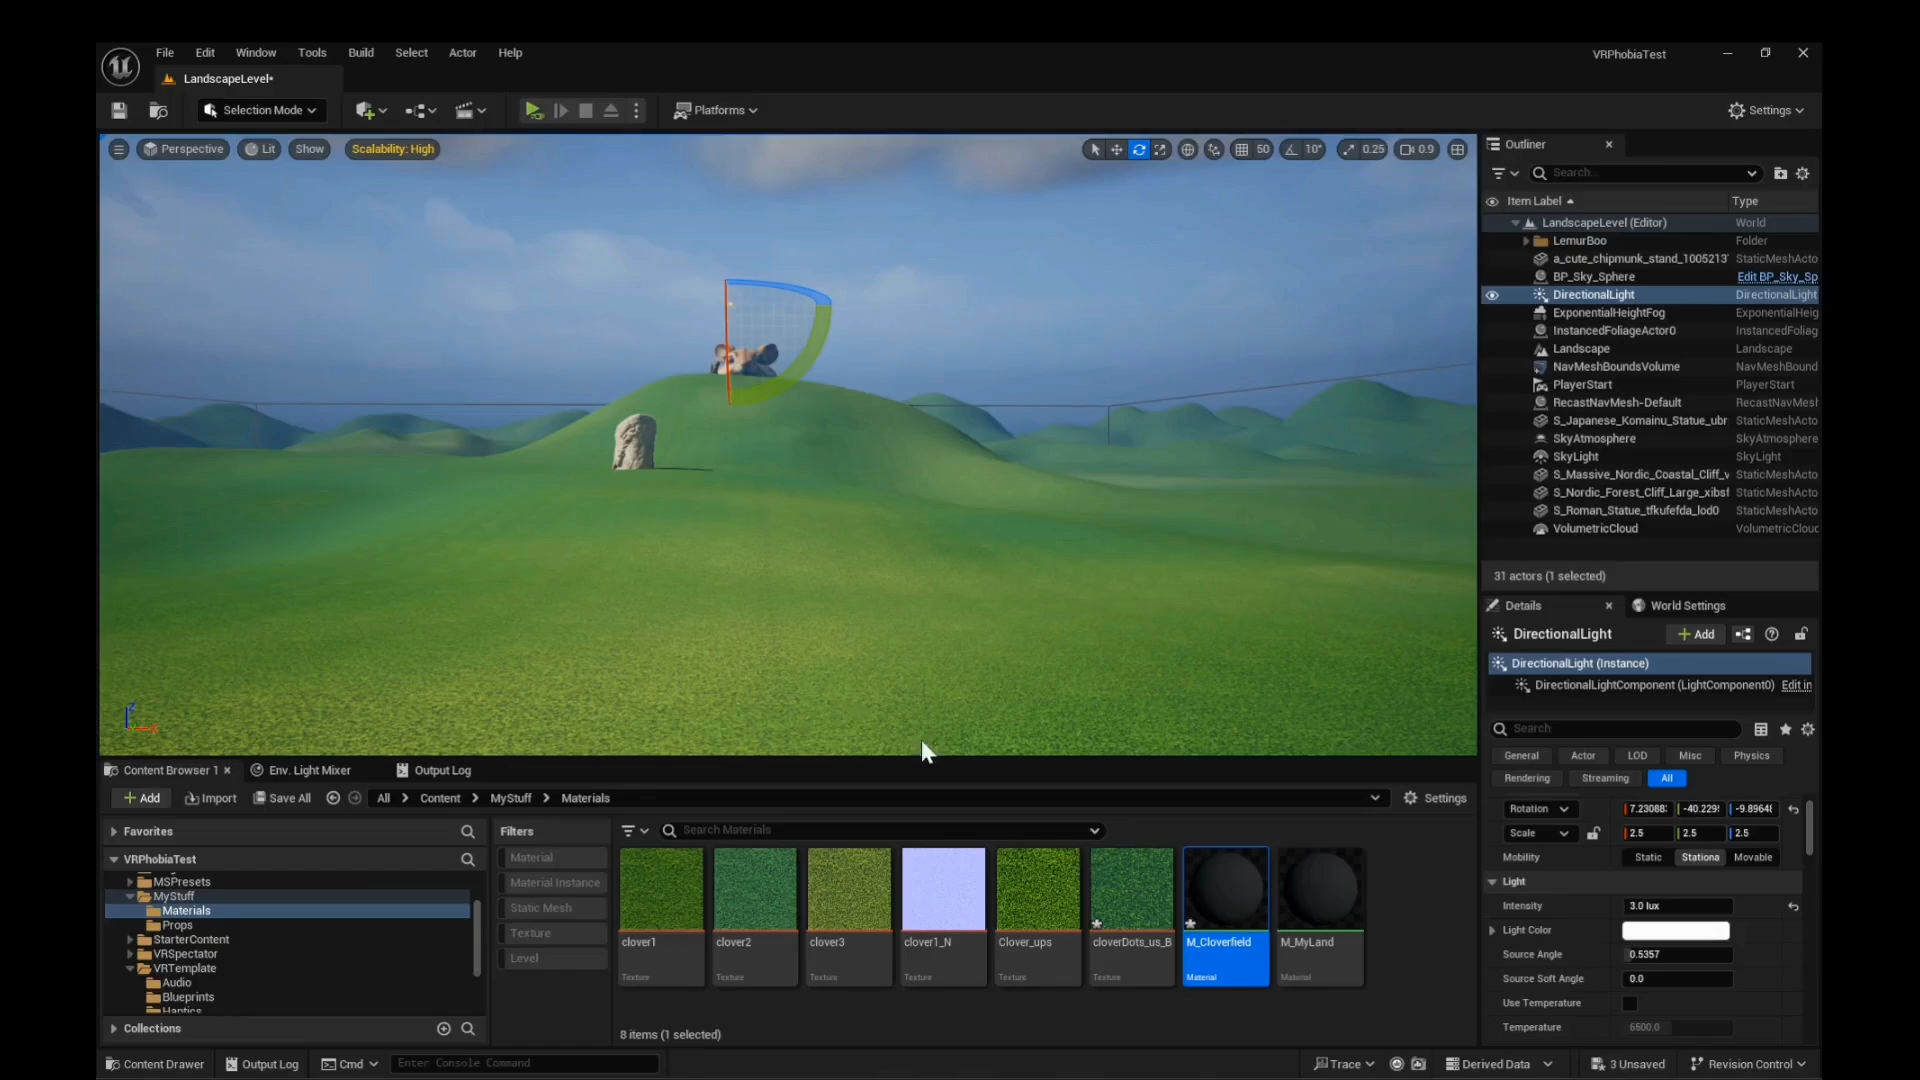 File Edit Window Tools Build Select Actor Help
VRPhobiaTest
LandscapeLevel*
Selection Mode
Platforms
Settings
Perspective
Lit
Show
Scalability: High
50
10°
0.25
0.9
Outliner
Search...
Item Label
Type
LandscapeLevel (Editor) World
LemurBoo Folder
a_cute_chipmunk_stand_1005213 StaticMeshActo
BP_Sky_Sphere Edit BP_Sky_Sp
DirectionalLight DirectionalLight
ExponentialHeightFog ExponentialHeig
InstancedFoliageActor0 InstancedFoliag
Landscape Landscape
NavMeshBoundsVolume NavMeshBound
PlayerStart PlayerStart
RecastNavMesh-Default RecastNavMesh
S_Japanese_Komainu_Statue_ubr StaticMeshActo
SkyAtmosphere SkyAtmosphere
SkyLight SkyLight
S_Massive_Nordic_Coastal_Cliff_v StaticMeshActo
S_Nordic_Forest_Cliff_Large_xibsf StaticMeshActo
S_Roman_Statue_tfkufefda_lod0 StaticMeshActo
VolumetricCloud VolumetricCloud
31 actors (1 selected)
Details
World Settings
DirectionalLight
Add
DirectionalLight (Instance)
DirectionalLightComponent (LightComponent0) Edit in
Search
General Actor LOD Misc Physics
Rendering Streaming All
Rotation -40.229
Scale 2.5 2.5 2.5
Mobility Static Stationa Movable
Light
Intensity 3.0 lux
Light Color
Source Angle 0.5357
Source Soft Angle 0.0
Use Temperature
Temperature 6500.0
Content Browser 1
Env. Light Mixer
Output Log
Add
Import
Save All
All Content MyStuff Materials
Settings
Favorites
VRPhobiaTest
MSPresets
MyStuff
Materials
Props
StarterContent
VRSpectator
VRTemplate
Audio
Blueprints
Haptics
Collections
Filters
Material
Material Instance
Static Mesh
Texture
Level
Search Materials
clover1
Texture
clover2
Texture
clover3
Texture
clover1_N
Texture
Clover_ups
Texture
cloverDots_us_B
Texture
M_Cloverfield
Material
M_MyLand
Material
8 items (1 selected)
Content Drawer
Output Log
Cmd
Enter Console Command
Trace
Derived Data
3 Unsaved
Revision Control